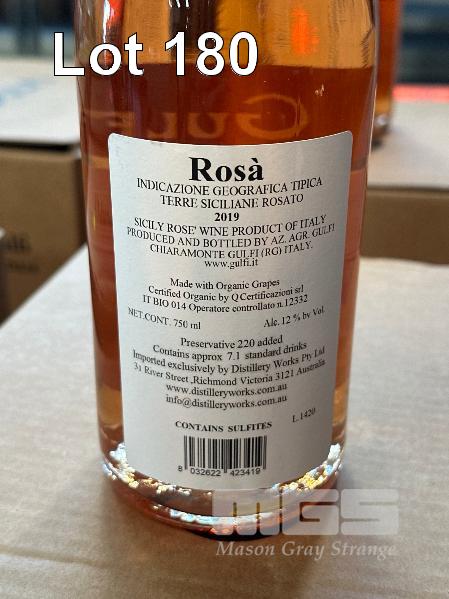 Lot 180
Rosà
INDICAZIONE GEOGRAFICA TIPICA
TERRE SICILIANE ROSATO
2019
SICILY ROSE' WINE PRODUCT OF ITALY
PRODUCED AND BOTTLED BY AZ. AGR. GULFI
CHIARAMONTE GULFI (RG) ITALY.
www.gulfi.it
Made with Organic Grapes
Certified Organic by Q Certificazioni srl
IT BIO 014 Operatore controllato n.12332
NET.CONT. 750 ml Alc. 12 % by Vol.
Preservative 220 added
Contains approx 7.1 standard drinks
Imported exclusively by Distillery Works Pty Ltd
31 River Street ,Richmond Victoria 3121 Australia
www.distilleryworks.com.au
info@distilleryworks.com.au
CONTAINS SULFITES
L.1420
8 032622 423419
MGS
Mason Gray Strange